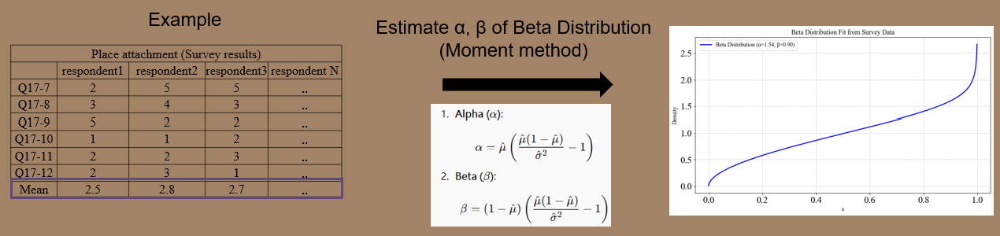 Example
Place attachment (Survey results)
respondent1 respondent2 respondent3 respondent N
Q17-7 2 5 5 ..
Q17-8 3 4 3 ..
Q17-9 5 2 2 ..
Q17-10 1 1 2 ..
Q17-11 2 2 3 ..
Q17-12 2 3 1 ..
Mean 2.5 2.8 2.7 ..
Estimate α, β of Beta Distribution
(Moment method)
1. Alpha (α):
α = μ̂ ( μ̂(1 − μ̂) / σ̂² − 1 )
2. Beta (β):
β = (1 − μ̂) ( μ̂(1 − μ̂) / σ̂² − 1 )
Beta Distribution Fit from Survey Data
Beta Distribution (α=1.54, β=0.90)
Density
2.5
2.0
1.5
1.0
0.5
0.0
0.0 0.2 0.4 0.6 0.8 1.0
x